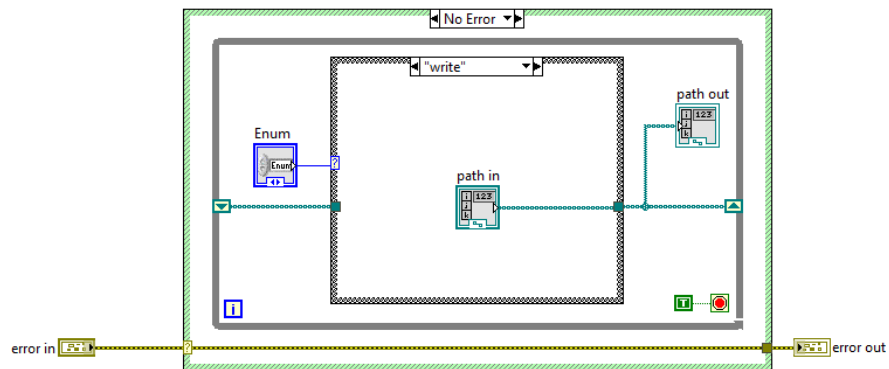 No Error
"write"
path out
Enum
i 123
j
k
Enum
?
path in
i 123
j
k
i
T
error in
?
error out